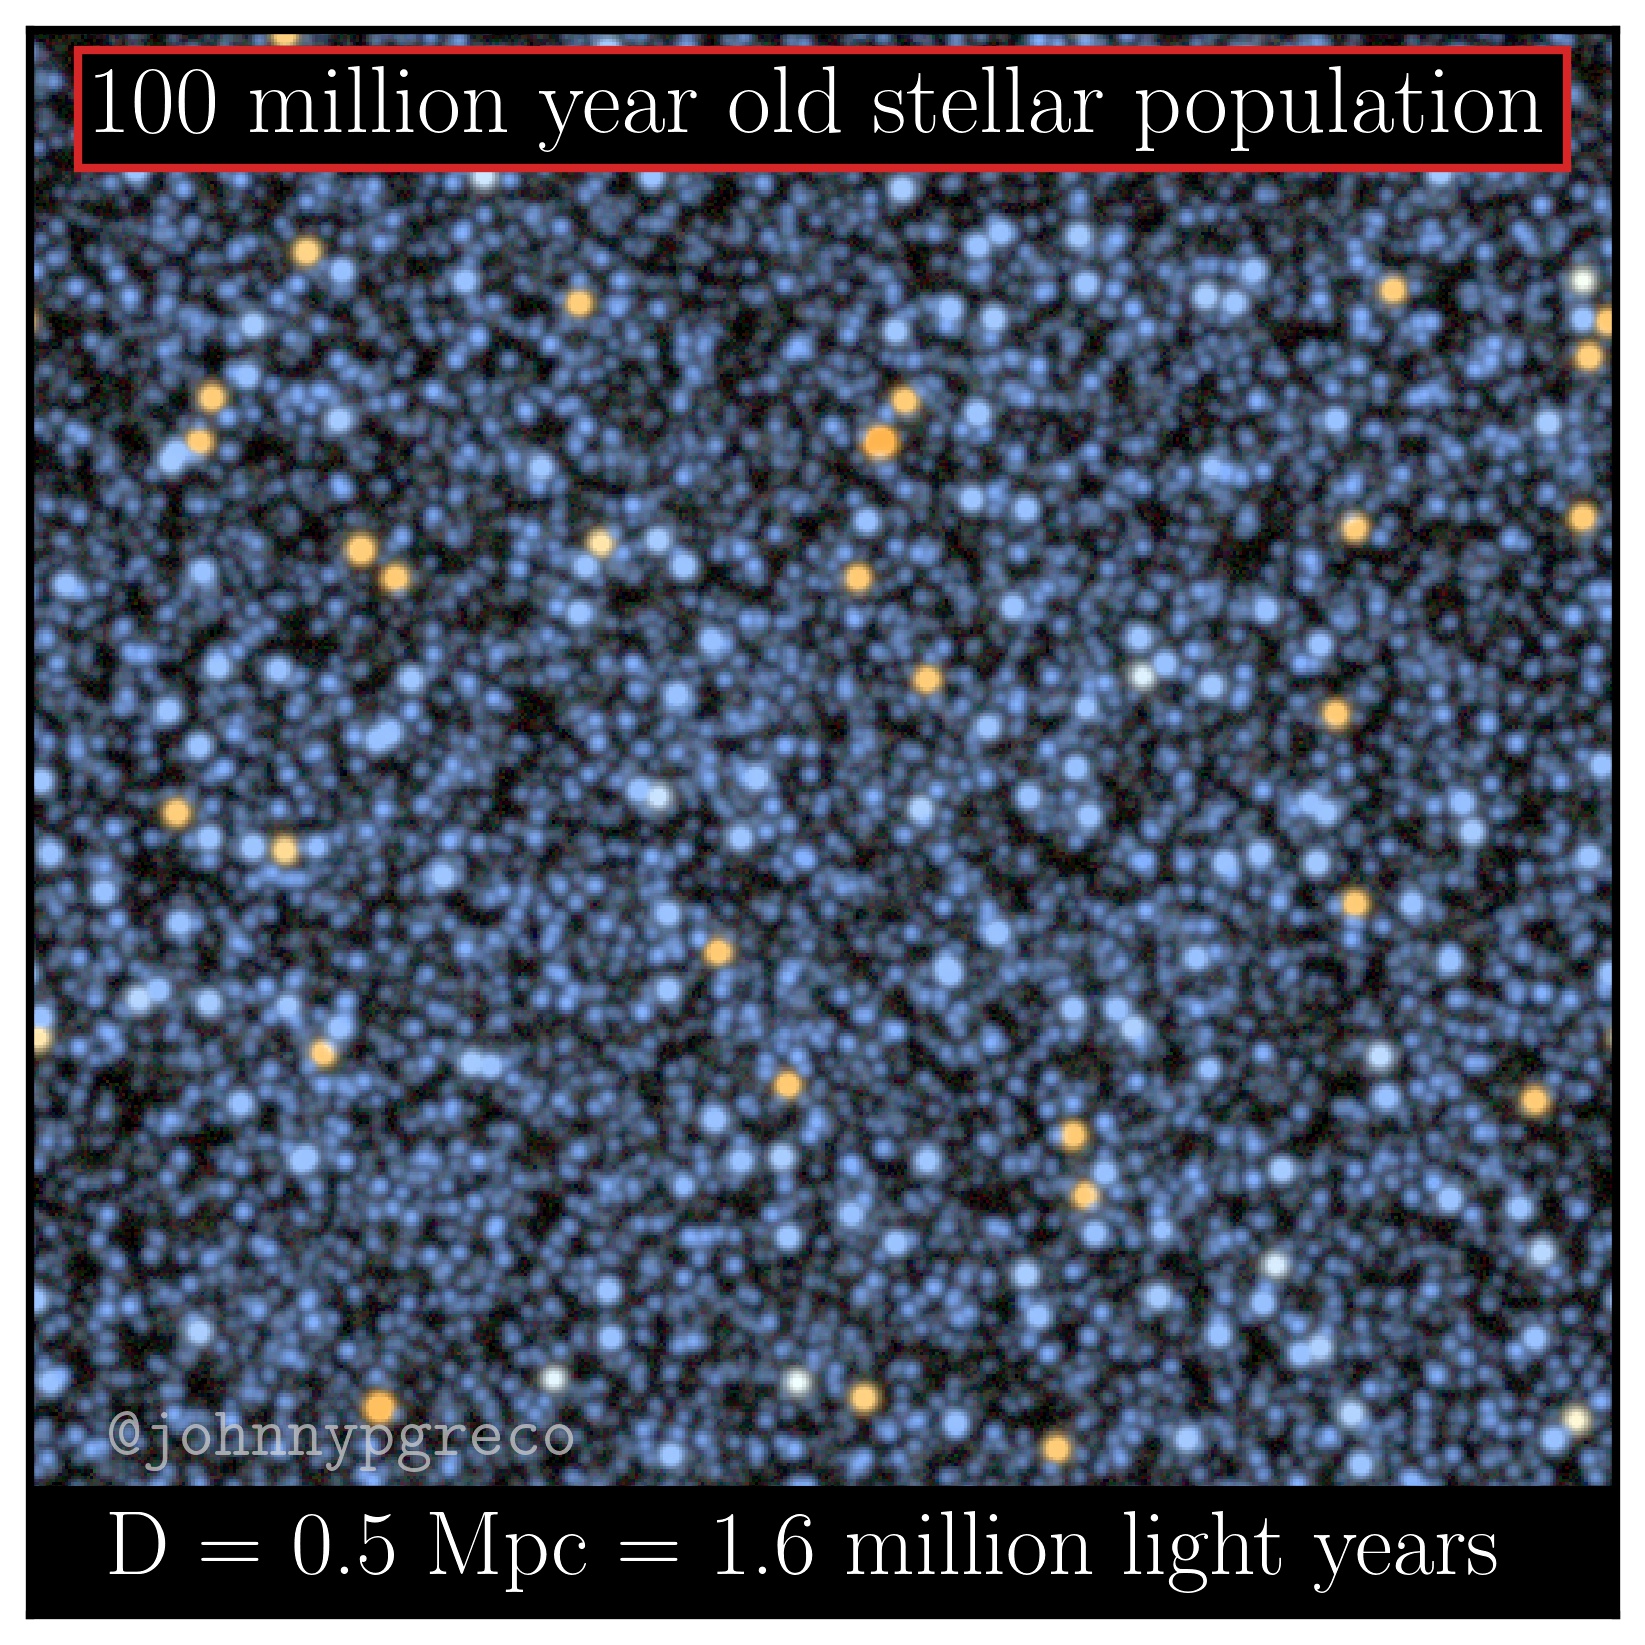 100 million year old stellar population
@johnnypgreco
D = 0.5 Mpc = 1.6 million light years